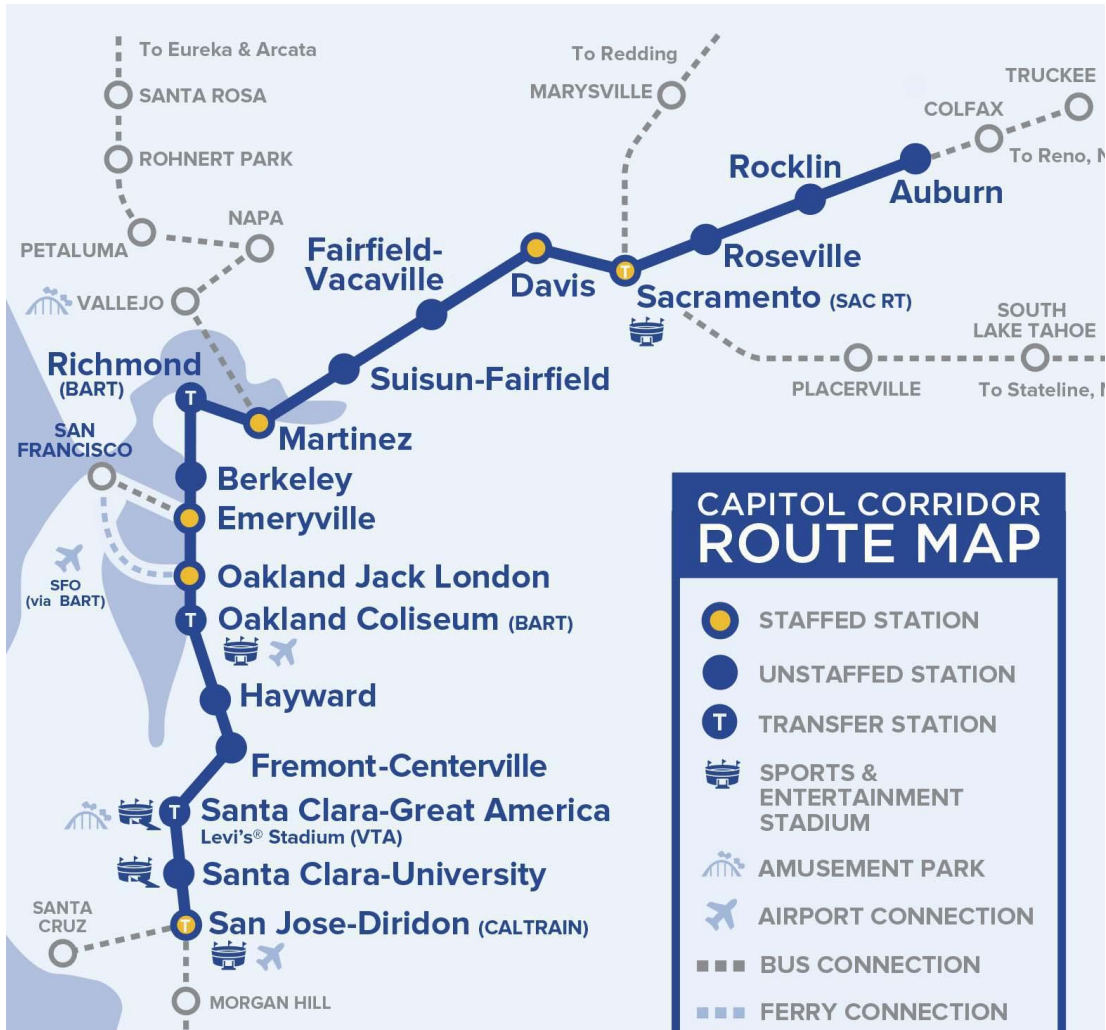 To Eureka & Arcata
SANTA ROSA
ROHNERT PARK
PETALUMA
NAPA
VALLEJO
To Redding
MARYSVILLE
TRUCKEE
COLFAX
To Reno, N
Rocklin
Auburn
Roseville
Fairfield-
Vacaville
Davis
Sacramento (SAC RT)
T
SOUTH
LAKE TAHOE
PLACERVILLE
To Stateline, N
Suisun-Fairfield
Richmond
(BART)
T
Martinez
SAN
FRANCISCO
Berkeley
Emeryville
SFO
(via BART)
Oakland Jack London
T
Oakland Coliseum (BART)
Hayward
Fremont-Centerville
T
Santa Clara-Great America
Levi's® Stadium (VTA)
Santa Clara-University
SANTA
CRUZ
T
San Jose-Diridon (CALTRAIN)
MORGAN HILL
CAPITOL CORRIDOR
ROUTE MAP
STAFFED STATION
UNSTAFFED STATION
T
TRANSFER STATION
SPORTS &
ENTERTAINMENT
STADIUM
AMUSEMENT PARK
AIRPORT CONNECTION
BUS CONNECTION
FERRY CONNECTION